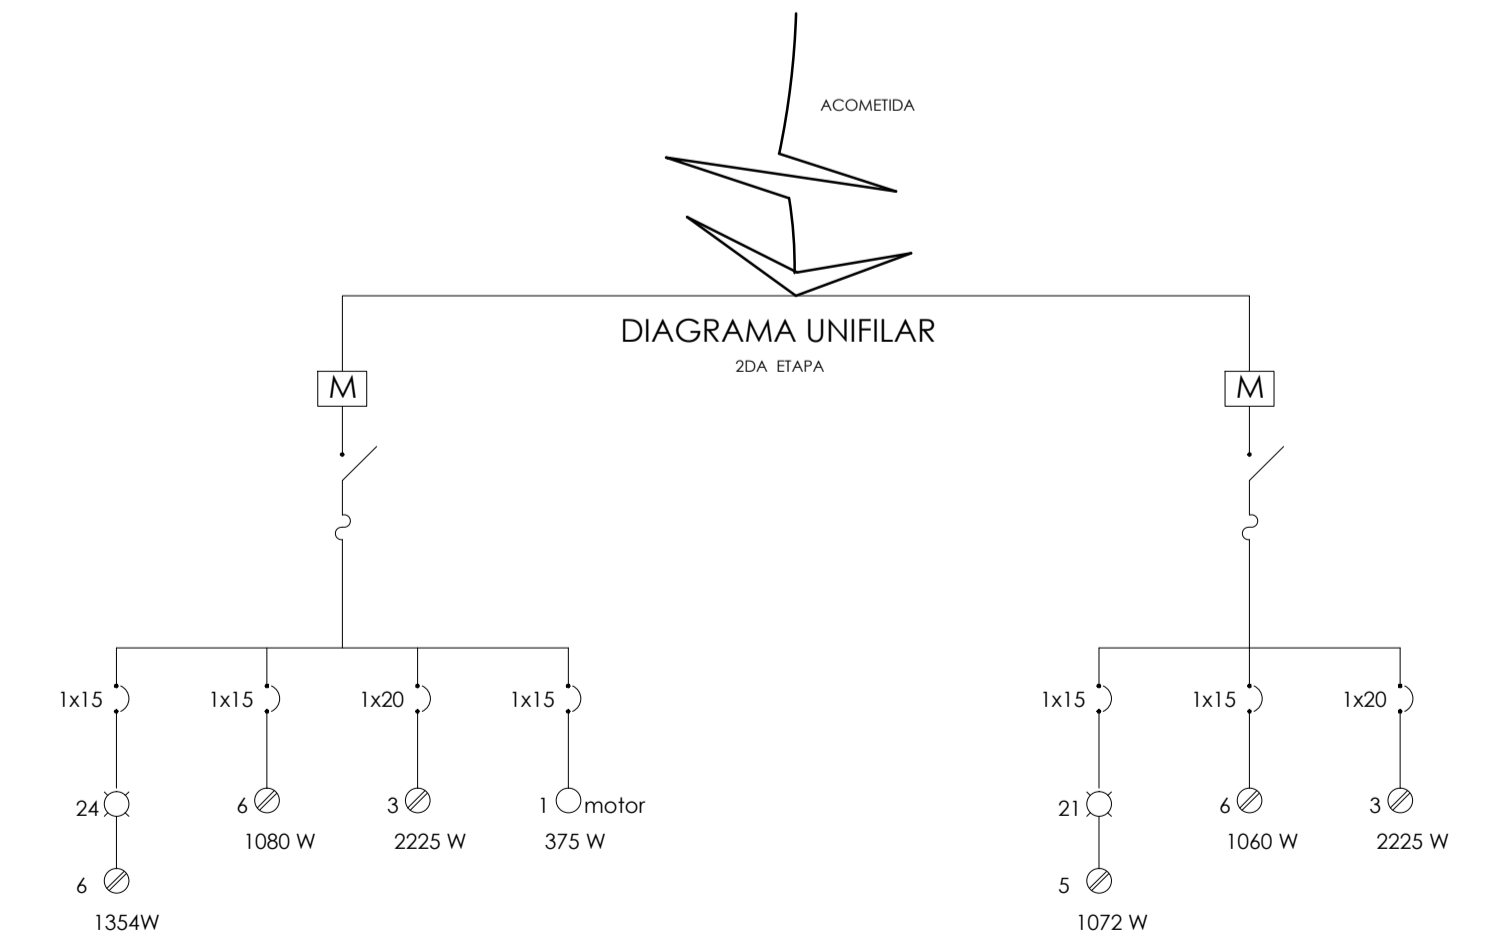 ACOMETIDA
DIAGRAMA UNIFILAR
2DA ETAPA
M
M
1x15
1x15
1x20
1x15
1x15
1x15
1x20
24
6
3
1
motor
21
6
3
1080 W
2225 W
375 W
1060 W
2225 W
6
5
1354W
1072 W